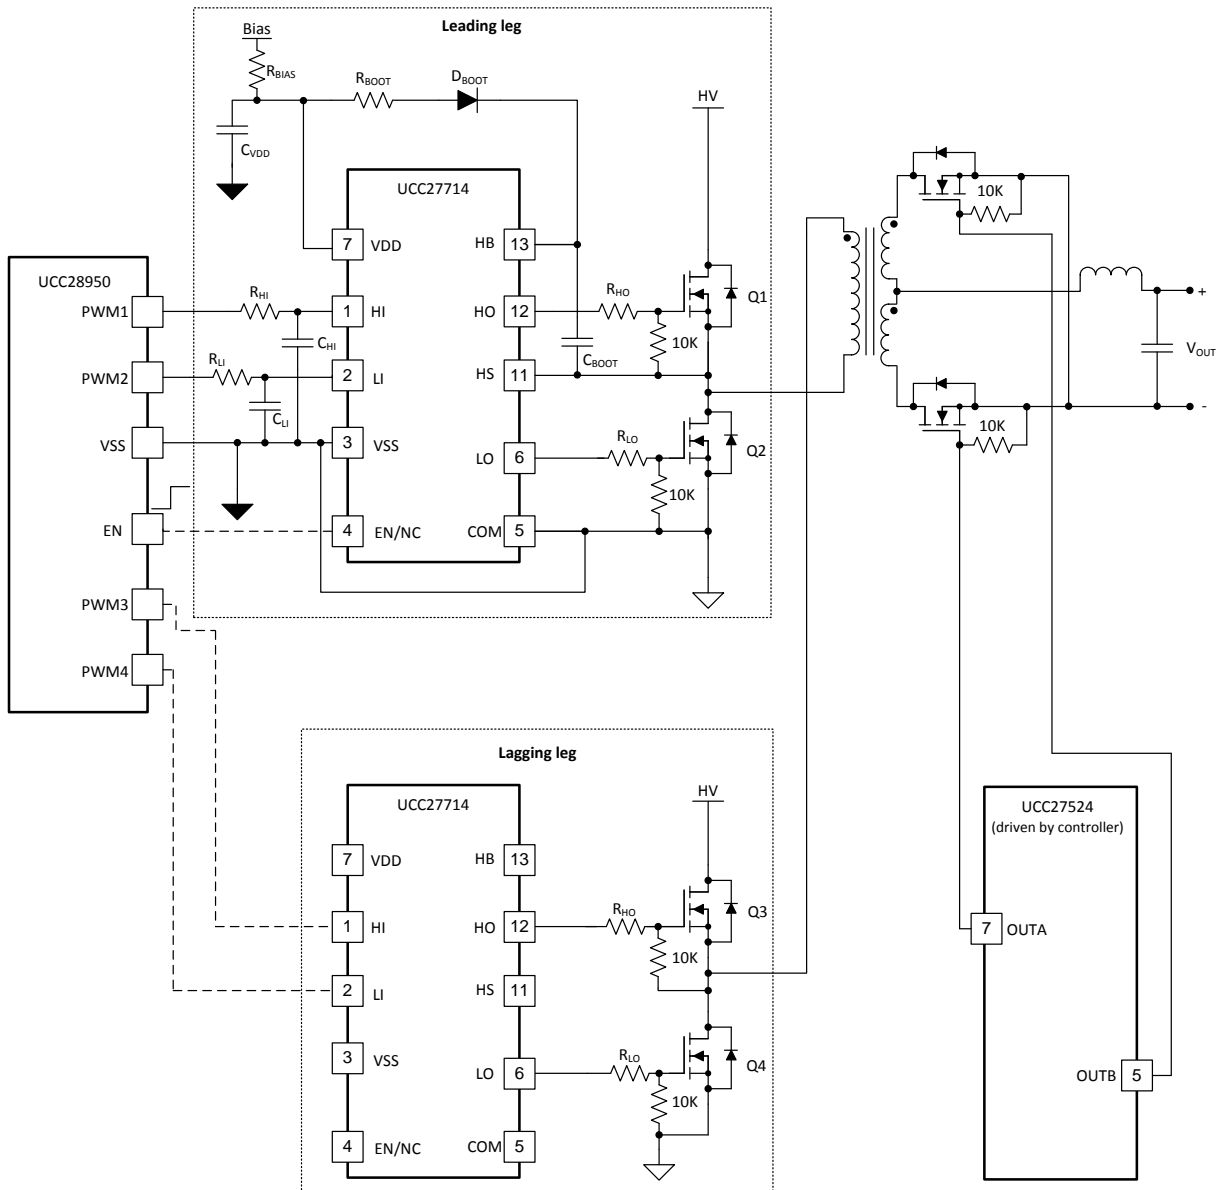 Leading leg
Bias
RBIAS
RBOOT
DBOOT
CVDD
HV
UCC27714
7 VDD
HB 13
1 HI
HO 12
2 LI
HS 11
3 VSS
LO 6
4 EN/NC
COM 5
UCC28950
PWM1
PWM2
VSS
EN
PWM3
PWM4
RHI
CHI
RLI
CLI
RHO
10K
CBOOT
Q1
RLO
10K
Q2
10K
10K
+
VOUT
-
Lagging leg
UCC27714
HV
7 VDD
HB 13
1 HI
HO 12
2 LI
HS 11
3 VSS
LO 6
4 EN/NC
COM 5
RHO
10K
Q3
RLO
10K
Q4
UCC27524
(driven by controller)
7 OUTA
OUTB 5